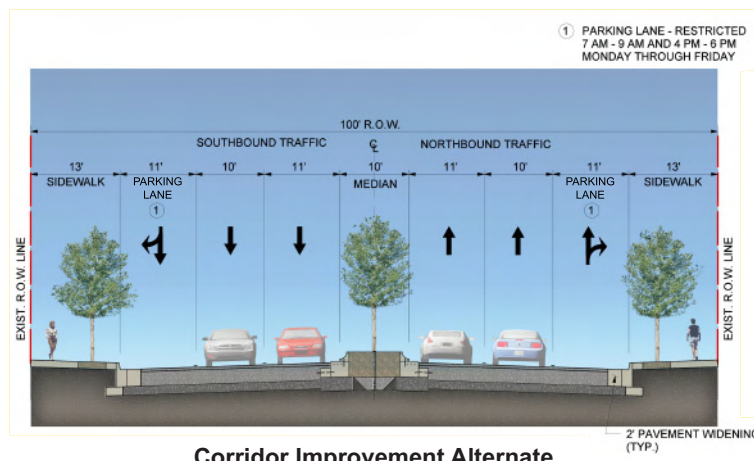 ① PARKING LANE - RESTRICTED
7 AM - 9 AM AND 4 PM - 6 PM
MONDAY THROUGH FRIDAY
100' R.O.W.
SOUTHBOUND TRAFFIC ℄ NORTHBOUND TRAFFIC
13' 11' 10' 11' 10' 11' 10' 11' 13'
SIDEWALK PARKING LANE MEDIAN PARKING LANE SIDEWALK
① ①
EXIST. R.O.W. LINE
EXIST. R.O.W. LINE
2' PAVEMENT WIDENING
(TYP.)
Corridor Improvement Alternate